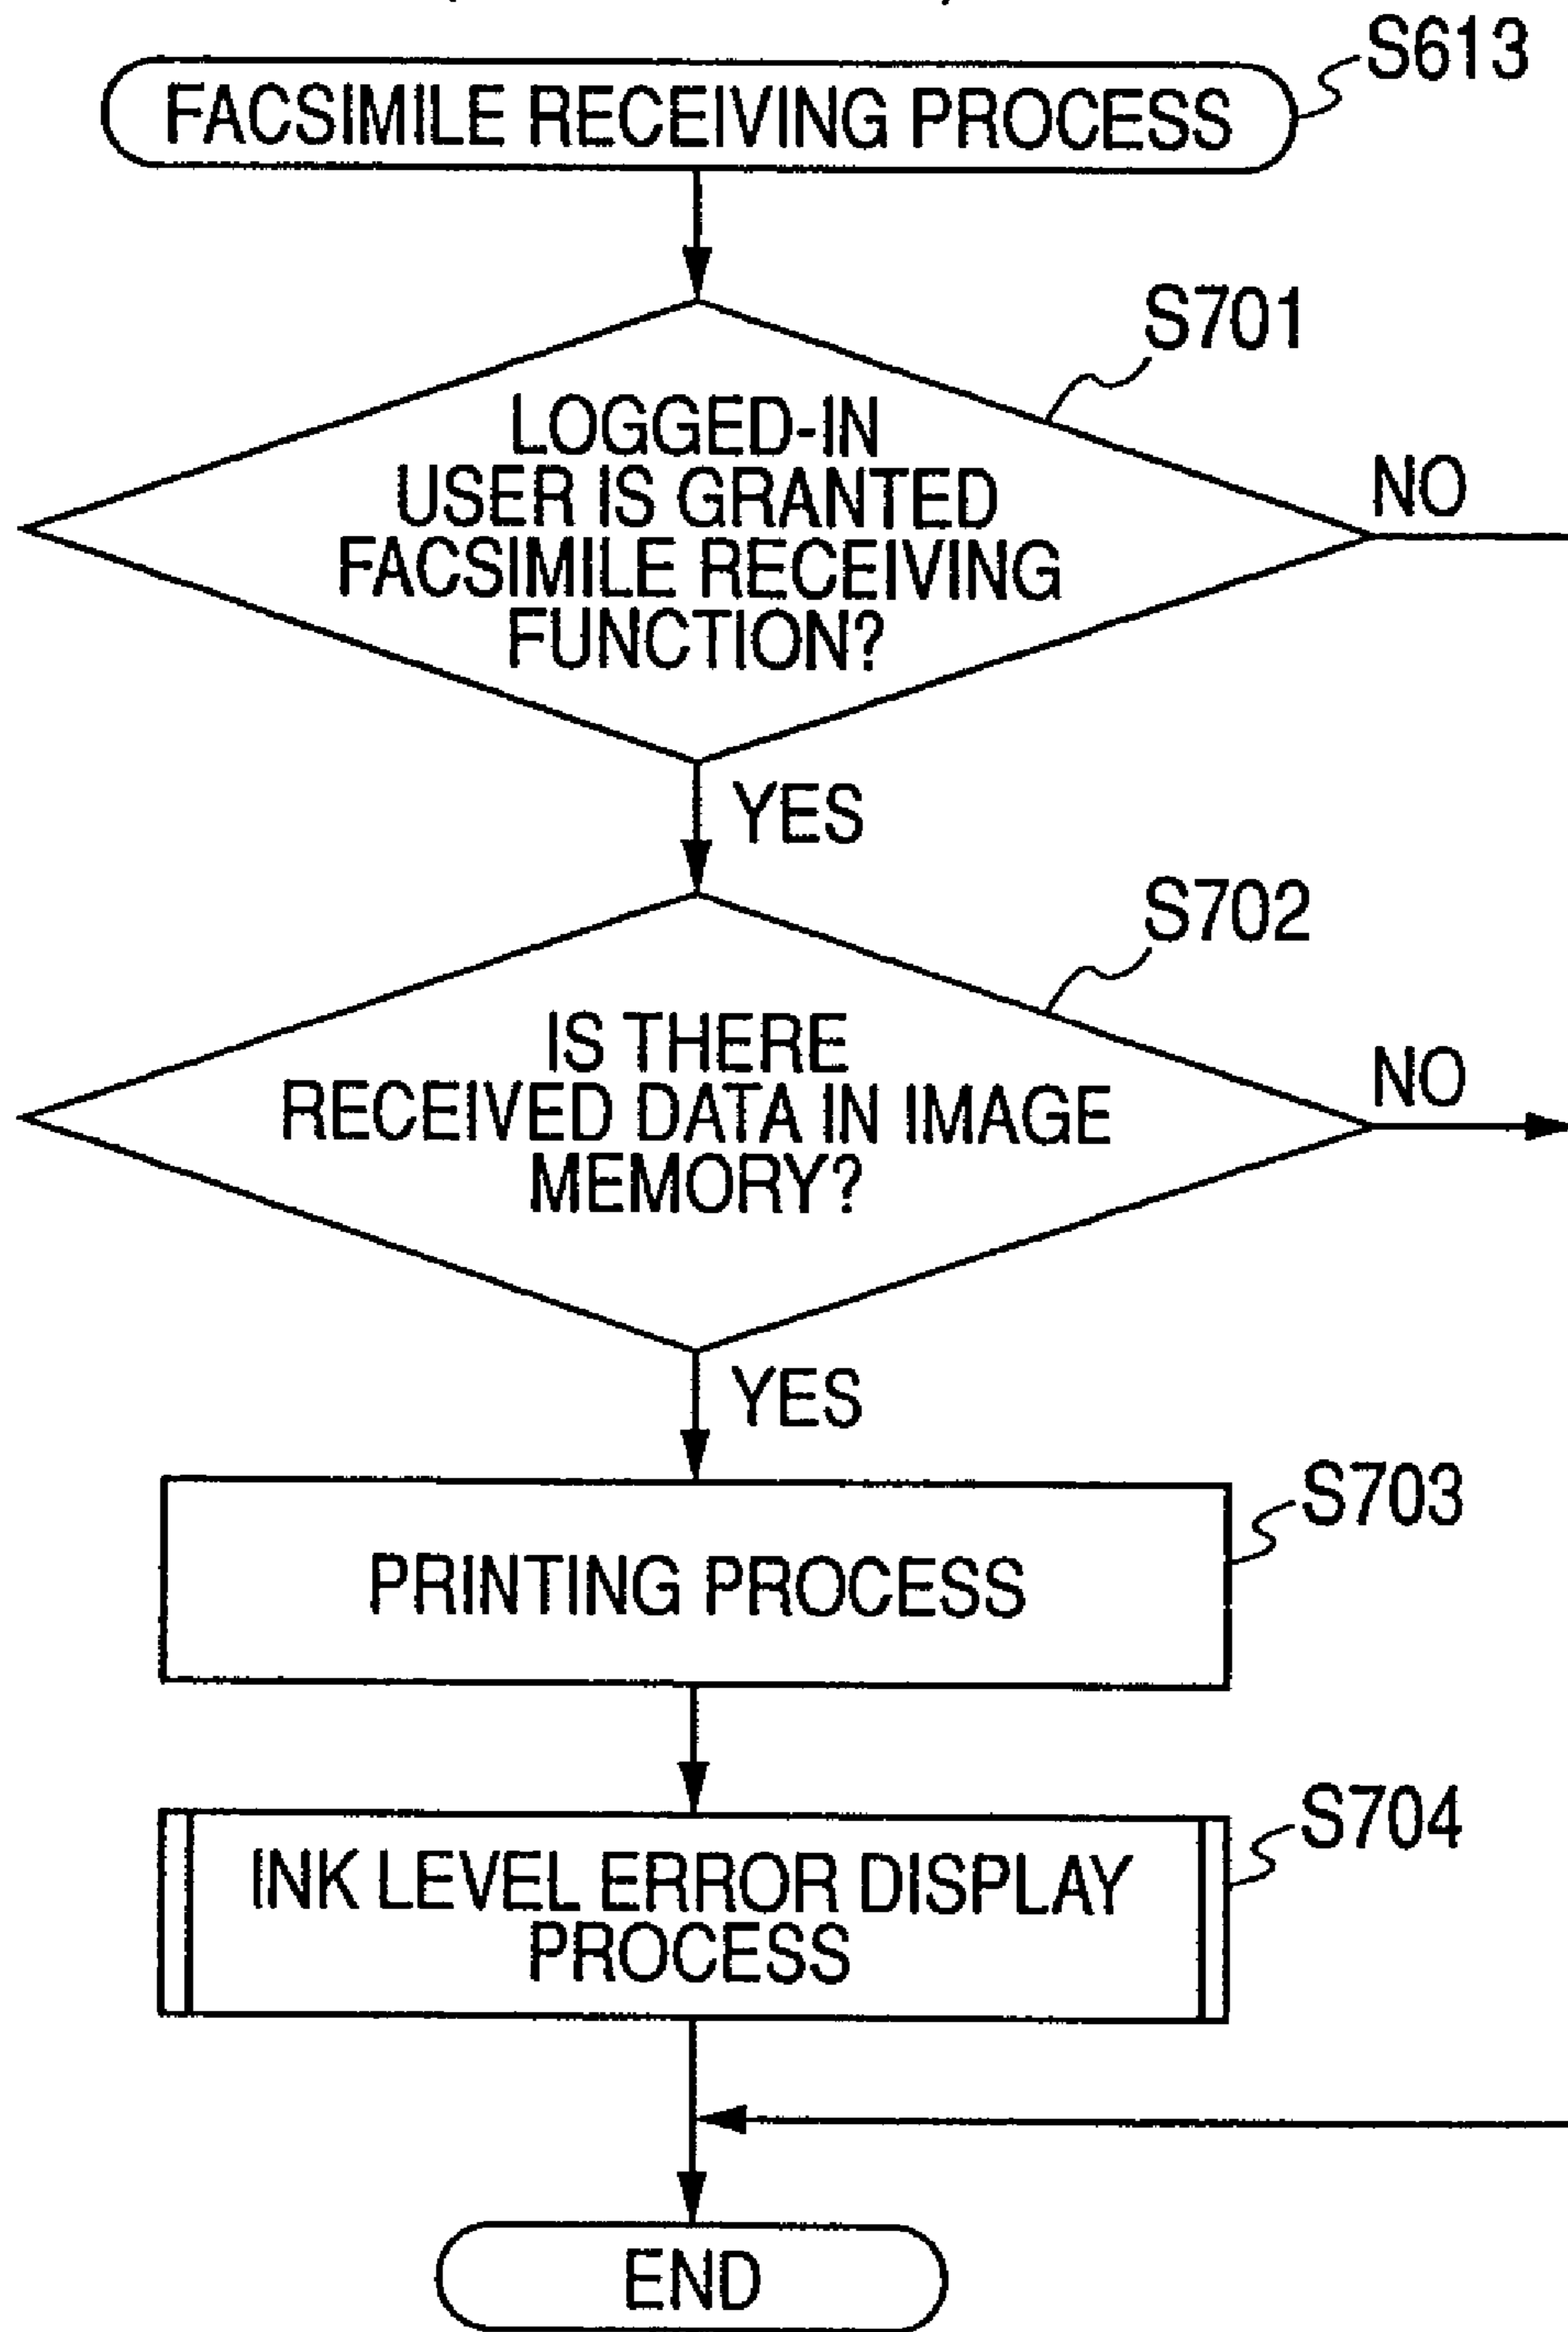 S613
FACSIMILE RECEIVING PROCESS
S701
LOGGED-IN
USER IS GRANTED
FACSIMILE RECEIVING
FUNCTION?
NO
YES
S702
IS THERE
RECEIVED DATA IN IMAGE
MEMORY?
NO
YES
S703
PRINTING PROCESS
S704
INK LEVEL ERROR DISPLAY
PROCESS
END